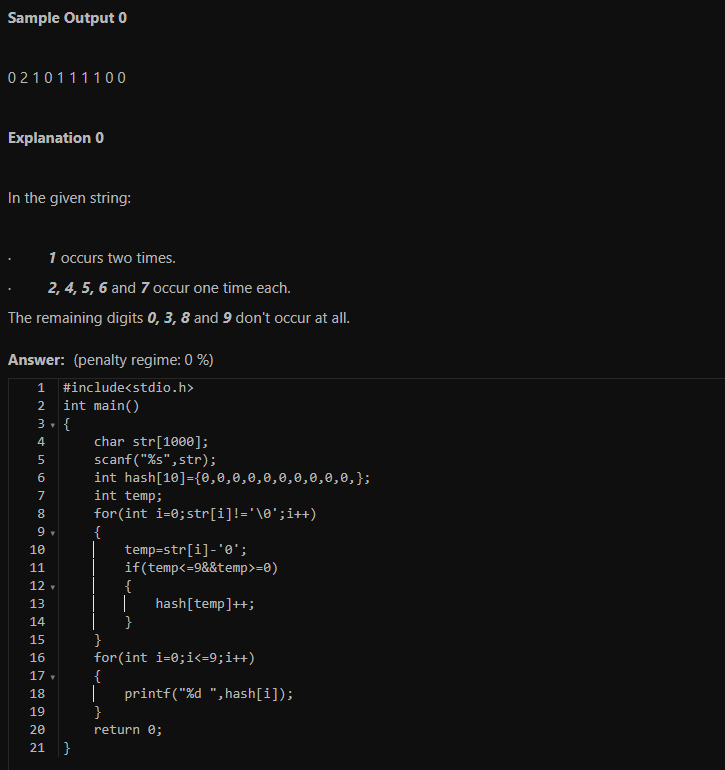 Sample Output 0
0 2 1 0 1 1 1 1 0 0
Explanation 0
In the given string:
· 1 occurs two times.
· 2, 4, 5, 6 and 7 occur one time each.
The remaining digits 0, 3, 8 and 9 don't occur at all.
Answer: (penalty regime: 0 %)
1 #include<stdio.h>
2 int main()
3 {
4     char str[1000];
5     scanf("%s",str);
6     int hash[10]={0,0,0,0,0,0,0,0,0,0,};
7     int temp;
8     for(int i=0;str[i]!='\0';i++)
9     {
10         temp=str[i]-'0';
11         if(temp<=9&&temp>=0)
12         {
13             hash[temp]++;
14         }
15     }
16     for(int i=0;i<=9;i++)
17     {
18         printf("%d ",hash[i]);
19     }
20     return 0;
21 }